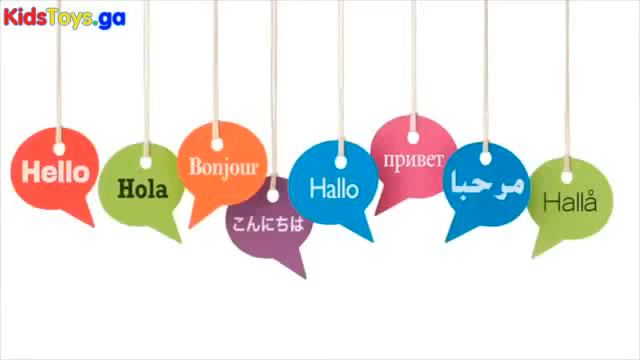 KidsToys.ga
Hello
Hola
Bonjour
こんにちは
Hallo
привет
مرحبا
Hallå